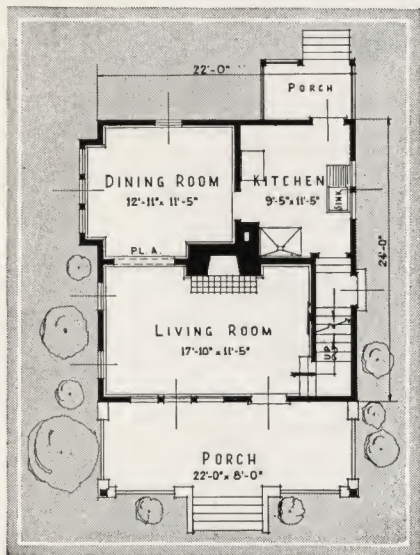 22'-0"
PORCH
DINING ROOM
12'-11" x 11'-5"
KITCHEN
9'-5" x 11'-5"
SINK
PL. A.
24'-0"
LIVING ROOM
17'-10" x 11'-5"
UP
PORCH
22'-0" x 8'-0"